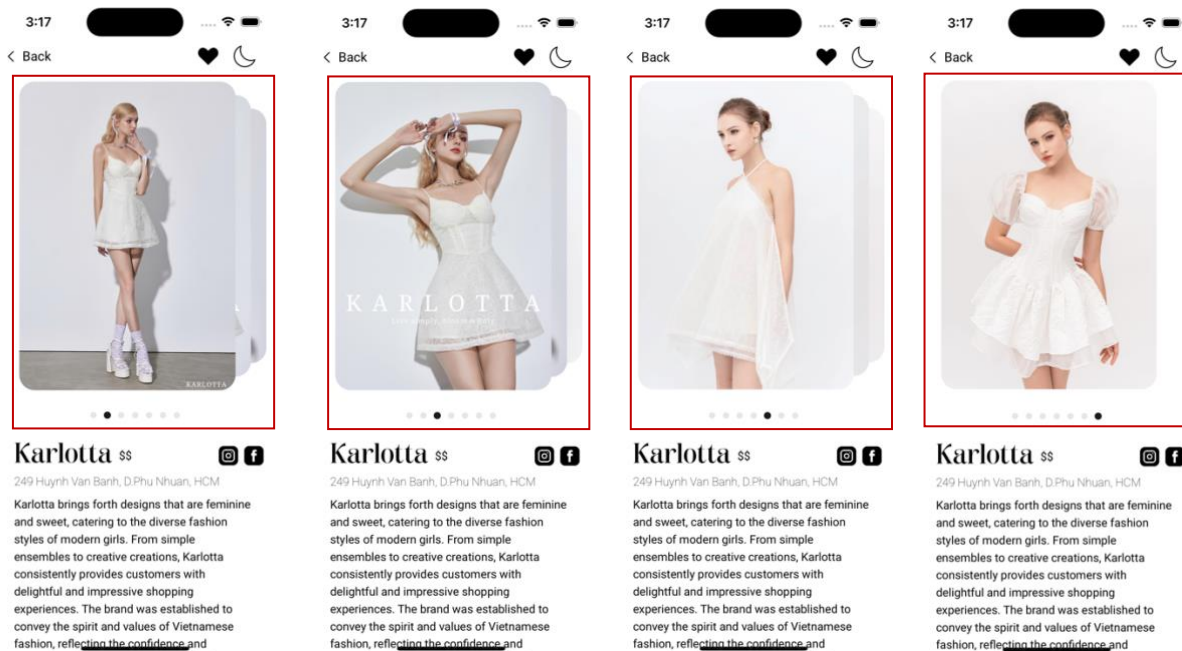 3:17
Back
KARLOTTA
Karlotta $$
249 Huynh Van Banh, D.Phu Nhuan, HCM
Karlotta brings forth designs that are feminine
and sweet, catering to the diverse fashion
styles of modern girls. From simple
ensembles to creative creations, Karlotta
consistently provides customers with
delightful and impressive shopping
experiences. The brand was established to
convey the spirit and values of Vietnamese
fashion, reflecting the confidence and
3:17
Back
KARLOTTA
Karlotta $$
249 Huynh Van Banh, D.Phu Nhuan, HCM
Karlotta brings forth designs that are feminine
and sweet, catering to the diverse fashion
styles of modern girls. From simple
ensembles to creative creations, Karlotta
consistently provides customers with
delightful and impressive shopping
experiences. The brand was established to
convey the spirit and values of Vietnamese
fashion, reflecting the confidence and
3:17
Back
Karlotta $$
249 Huynh Van Banh, D.Phu Nhuan, HCM
Karlotta brings forth designs that are feminine
and sweet, catering to the diverse fashion
styles of modern girls. From simple
ensembles to creative creations, Karlotta
consistently provides customers with
delightful and impressive shopping
experiences. The brand was established to
convey the spirit and values of Vietnamese
fashion, reflecting the confidence and
3:17
Back
Karlotta $$
249 Huynh Van Banh, D.Phu Nhuan, HCM
Karlotta brings forth designs that are feminine
and sweet, catering to the diverse fashion
styles of modern girls. From simple
ensembles to creative creations, Karlotta
consistently provides customers with
delightful and impressive shopping
experiences. The brand was established to
convey the spirit and values of Vietnamese
fashion, reflecting the confidence and